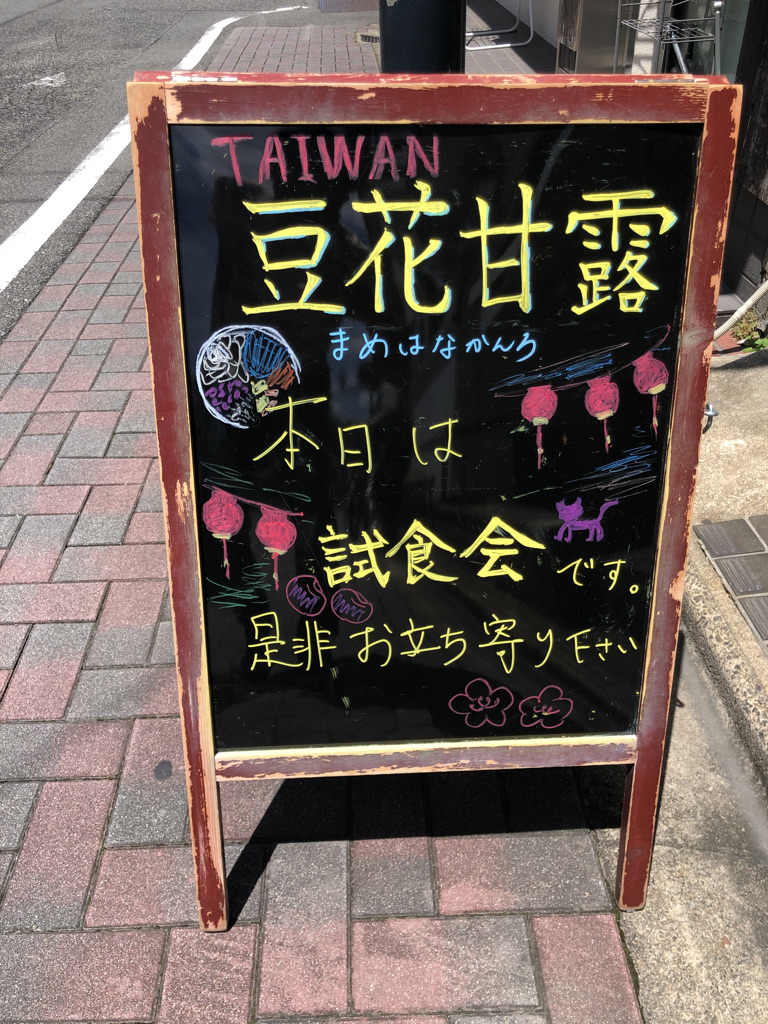 TAIWAN
豆花甘露
まめはなかんろ
本日は
試食会です。
是非お立ち寄り下さい